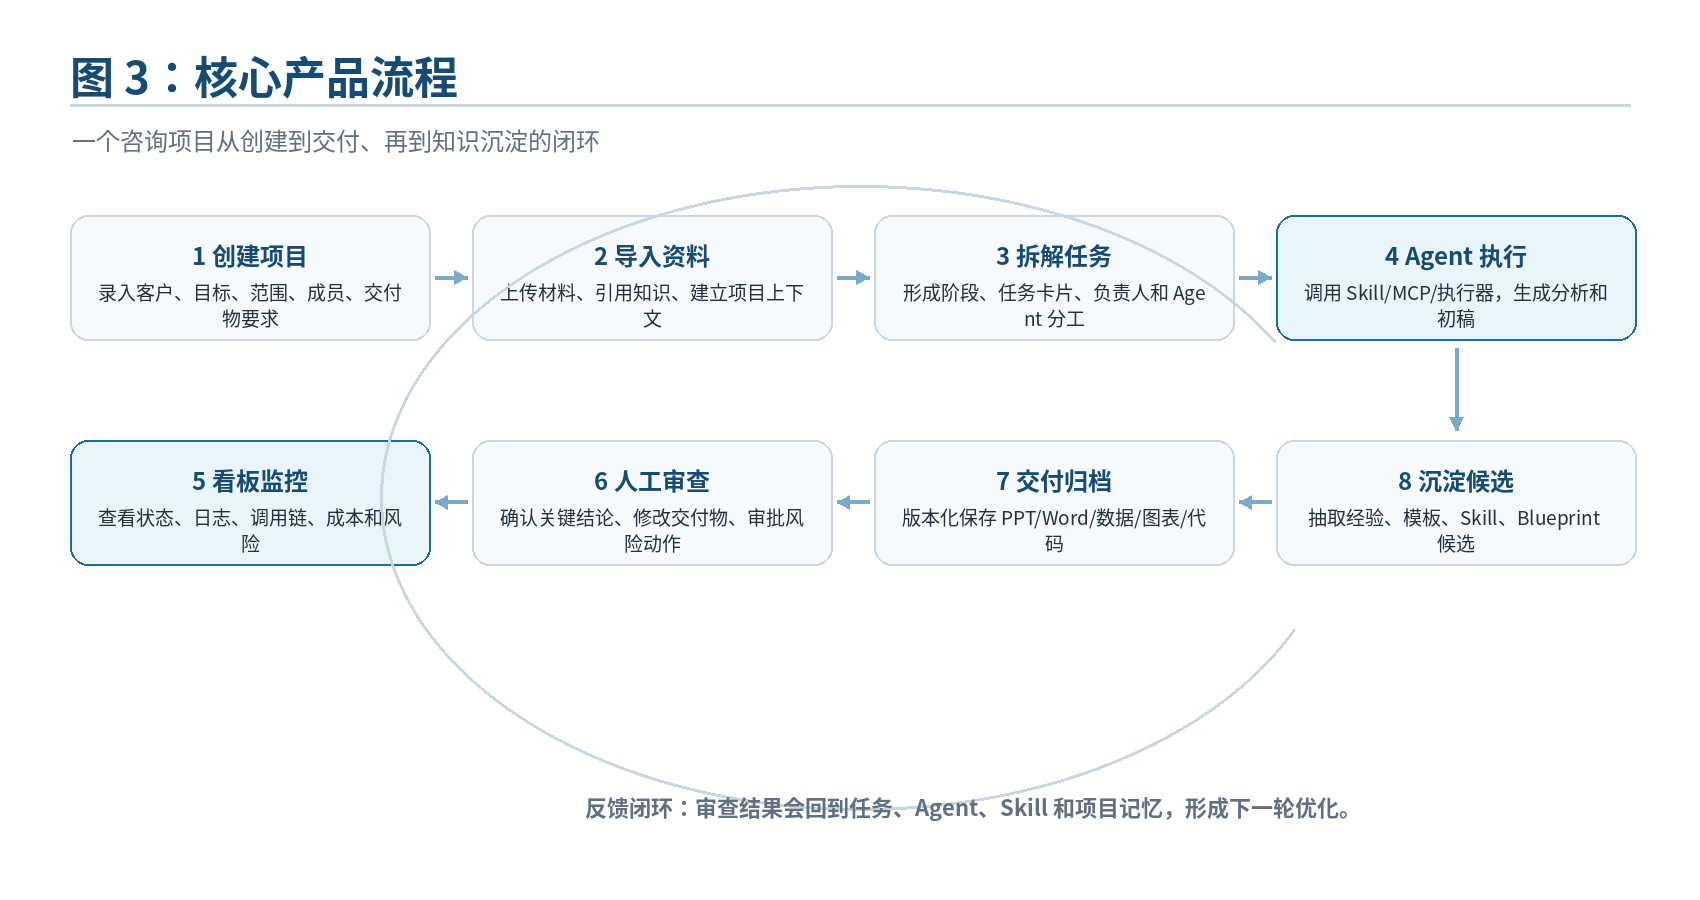 图 3：核心产品流程
一个咨询项目从创建到交付、再到知识沉淀的闭环
1 创建项目
录入客户、目标、范围、成员、交付
物要求
2 导入资料
上传材料、引用知识、建立项目上下
文
3 拆解任务
形成阶段、任务卡片、负责人和 Age
nt 分工
4 Agent 执行
调用 Skill/MCP/执行器，生成分析和
初稿
5 看板监控
查看状态、日志、调用链、成本和风
险
6 人工审查
确认关键结论、修改交付物、审批风
险动作
7 交付归档
版本化保存 PPT/Word/数据/图表/代
码
8 沉淀候选
抽取经验、模板、Skill、Blueprint
候选
反馈闭环：审查结果会回到任务、Agent、Skill 和项目记忆，形成下一轮优化。